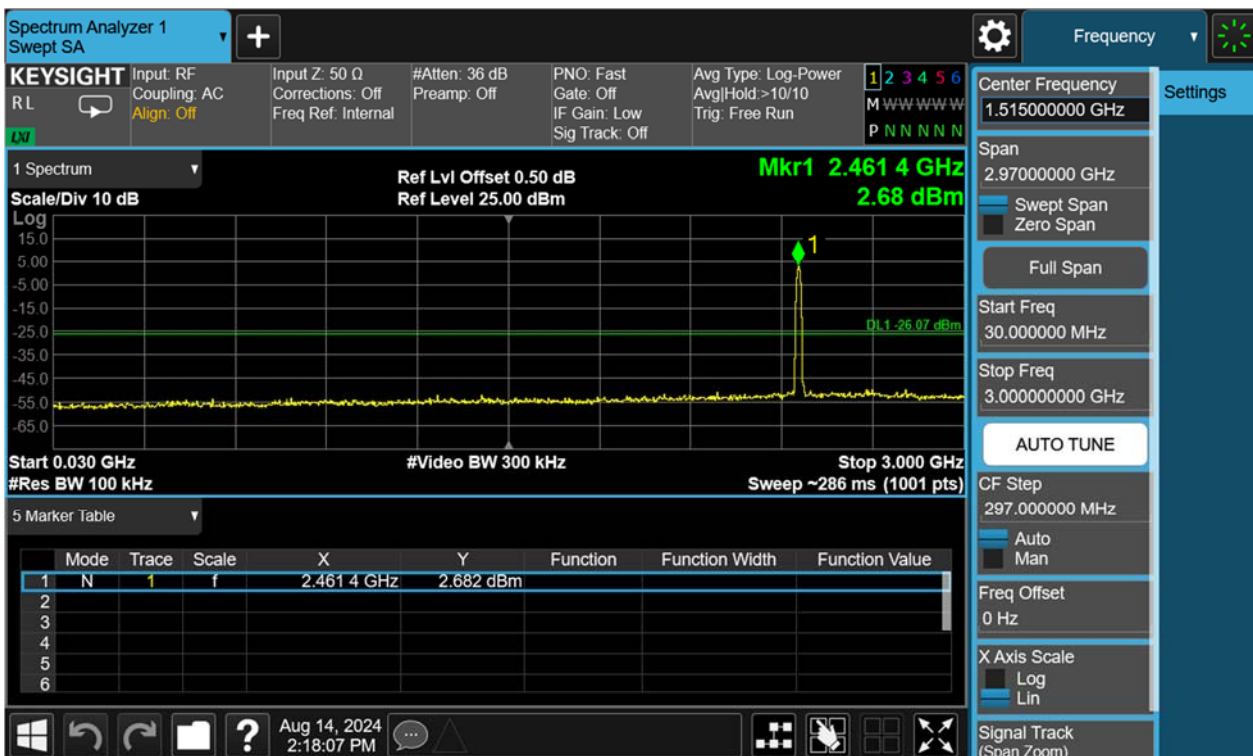 Spectrum Analyzer 1
Swept SA
+
Frequency
KEYSIGHT
R L
LXI
Input: RF
Coupling: AC
Align: Off
Input Z: 50 Ω
Corrections: Off
Freq Ref: Internal
#Atten: 36 dB
Preamp: Off
PNO: Fast
Gate: Off
IF Gain: Low
Sig Track: Off
Avg Type: Log-Power
Avg|Hold:>10/10
Trig: Free Run
1 2 3 4 5 6
M W W W W W
P N N N N N
1 Spectrum
Scale/Div 10 dB
Ref Lvl Offset 0.50 dB
Ref Level 25.00 dBm
Mkr1 2.461 4 GHz
2.68 dBm
Log
15.0
5.00
-5.00
-15.0
-25.0
-35.0
-45.0
-55.0
-65.0
1
DL1 -26.07 dBm
Start 0.030 GHz
#Res BW 100 kHz
#Video BW 300 kHz
Stop 3.000 GHz
Sweep ~286 ms (1001 pts)
5 Marker Table
Mode Trace Scale X Y Function Function Width Function Value
1 N 1 f 2.461 4 GHz 2.682 dBm
2
3
4
5
6
?
Aug 14, 2024
2:18:07 PM
Center Frequency
1.515000000 GHz
Settings
Span
2.97000000 GHz
Swept Span
Zero Span
Full Span
Start Freq
30.000000 MHz
Stop Freq
3.000000000 GHz
AUTO TUNE
CF Step
297.000000 MHz
Auto
Man
Freq Offset
0 Hz
X Axis Scale
Log
Lin
Signal Track
(Span Zoom)